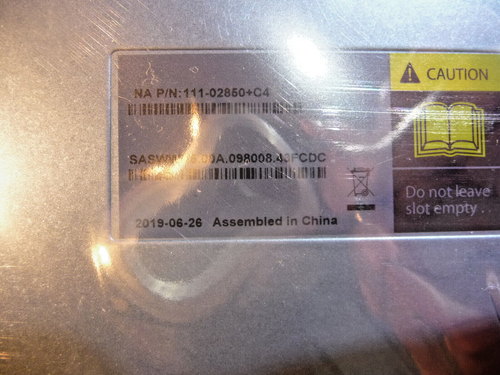 NA P/N:111-02850+C4
2019-06-26 Assembled in China
CAUTION
Do not leave
slot empty